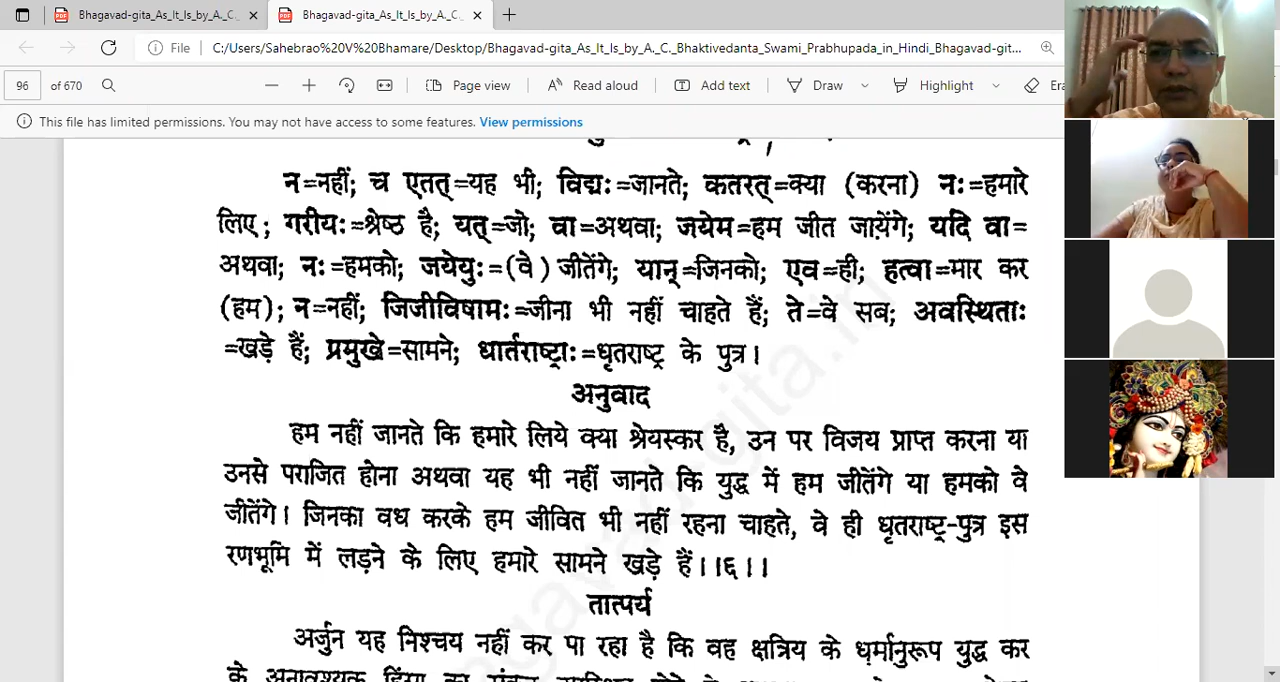 Bhagavad-gita_As_It_Is_by_A._C.
Bhagavad-gita_As_It_Is_by_A._C.
File
C:/Users/Sahebrao%20V%20Bhamare/Desktop/Bhagavad-gita_As_It_Is_by_A._C._Bhaktivedanta_Swami_Prabhupada_in_Hindi_Bhagavad-git...
96 of 670
Page view
Read aloud
Add text
Draw
Highlight
Era
This file has limited permissions. You may not have access to some features. View permissions
न=नहीं; च एतत्=यह भी; विद्मः=जानते; कतरत्=क्या (करना) नः=हमारे
लिए; गरीयः=श्रेष्ठ है; यत्=जो; वा=अथवा; जयेम=हम जीत जायेंगे; यदि वा=
अथवा; नः=हमको; जयेयुः=(वे) जीतेंगे; यान्=जिनको; एव=ही; हत्वा=मार कर
(हम); न=नहीं; जिजीविषामः=जीना भी नहीं चाहते हैं; ते=वे सब; अवस्थिताः
=खड़े हैं; प्रमुखे=सामने; धार्तराष्ट्राः=धृतराष्ट्र के पुत्र।
अनुवाद
हम नहीं जानते कि हमारे लिये क्या श्रेयस्कर है, उन पर विजय प्राप्त करना या
उनसे पराजित होना अथवा यह भी नहीं जानते कि युद्ध में हम जीतेंगे या हमको वे
जीतेंगे। जिनका वध करके हम जीवित भी नहीं रहना चाहते, वे ही धृतराष्ट्र-पुत्र इस
रणभूमि में लड़ने के लिए हमारे सामने खड़े हैं।।६।।
तात्पर्य
अर्जुन यह निश्चय नहीं कर पा रहा है कि वह क्षत्रिय के धर्मानुरूप युद्ध कर